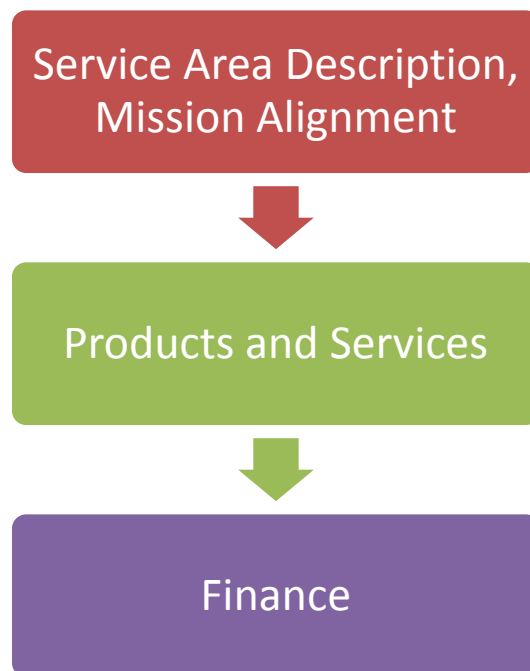 Service Area Description,
Mission Alignment
Products and Services
Finance